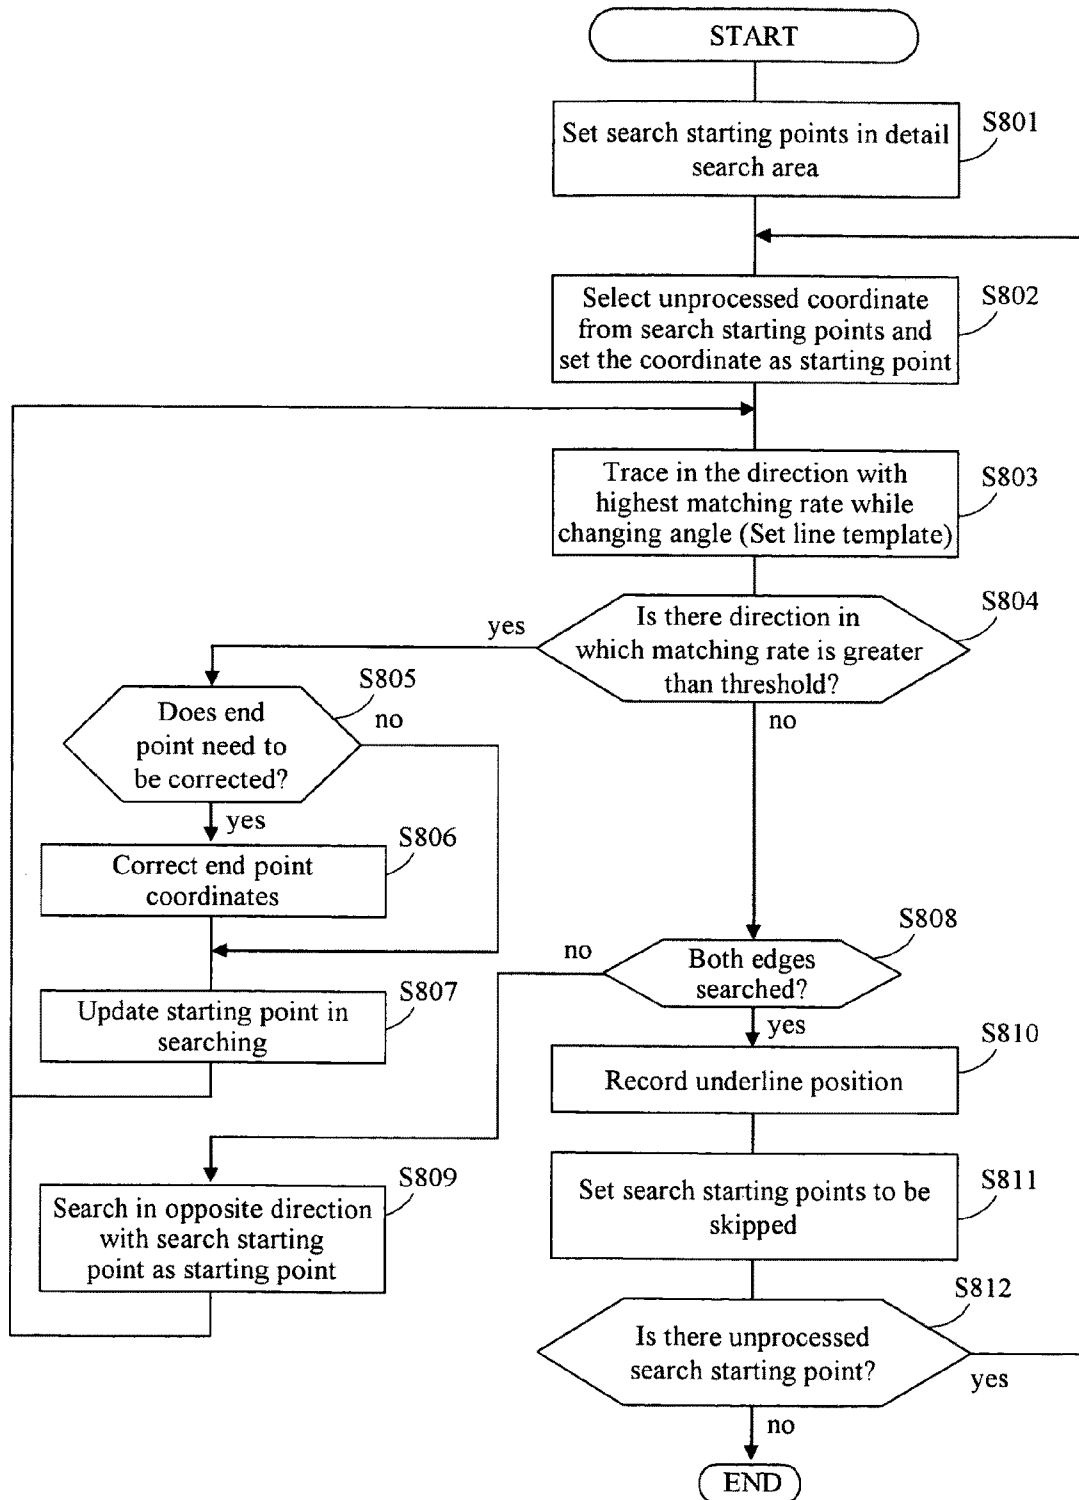 START
S801
Set search starting points in detail
search area
S802
Select unprocessed coordinate
from search starting points and
set the coordinate as starting point
S803
Trace in the direction with
highest matching rate while
changing angle (Set line template)
S804
Is there direction in
which matching rate is greater
than threshold?
yes
no
S805
Does end
point need to
be corrected?
no
yes
S806
Correct end point
coordinates
S807
Update starting point in
searching
S808
Both edges
searched?
no
yes
S809
Search in opposite direction
with search starting
point as starting point
S810
Record underline position
S811
Set search starting points to be
skipped
S812
Is there unprocessed
search starting point?
yes
no
END